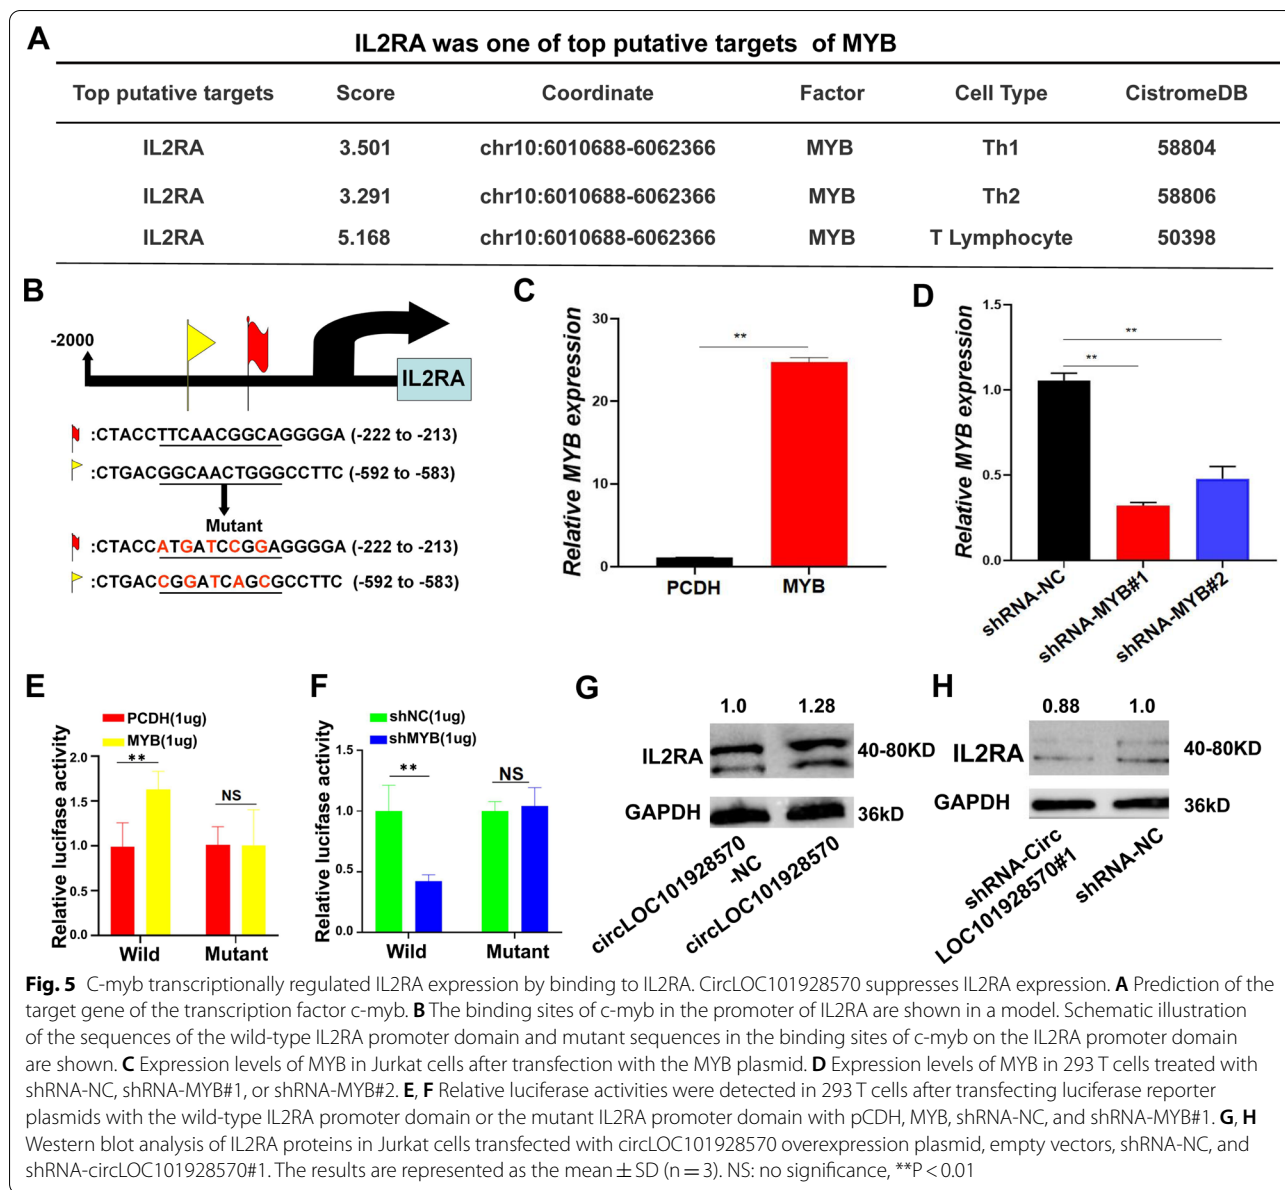 A
IL2RA was one of top putative targets of MYB
Top putative targets Score Coordinate Factor Cell Type CistromeDB
IL2RA 3.501 chr10:6010688-6062366 MYB Th1 58804
IL2RA 3.291 chr10:6010688-6062366 MYB Th2 58806
IL2RA 5.168 chr10:6010688-6062366 MYB T Lymphocyte 50398
B
-2000
IL2RA
:CTACCTTCAACGGCAGGGGA (-222 to -213)
:CTGACGGCAACTGGGCCTTC (-592 to -583)
Mutant
:CTACCATGATCCGGAGGGGA (-222 to -213)
:CTGACCGGATCAGCGCCTTC (-592 to -583)
C
Relative MYB expression
30
20
10
0
PCDH MYB
**
D
Relative MYB expression
1.5
1.0
0.5
0.0
**
**
shRNA-NC
shRNA-MYB#1
shRNA-MYB#2
E
PCDH(1ug)
MYB(1ug)
Relative lucifase activity
2.0
1.5
1.0
0.5
0.0
**
NS
Wild Mutant
F
shNC(1ug)
shMYB(1ug)
Relative lucifase activity
1.5
1.0
0.5
0.0
**
NS
Wild Mutant
G
1.0 1.28
IL2RA 40-80KD
GAPDH 36kD
circLOC101928570
-NC
circLOC101928570
H
0.88 1.0
IL2RA 40-80KD
GAPDH 36kD
shRNA-Circ
LOC101928570#1
shRNA-NC
Fig. 5 C-myb transcriptionally regulated IL2RA expression by binding to IL2RA. CircLOC101928570 suppresses IL2RA expression. A Prediction of the
target gene of the transcription factor c-myb. B The binding sites of c-myb in the promoter of IL2RA are shown in a model. Schematic illustration
of the sequences of the wild-type IL2RA promoter domain and mutant sequences in the binding sites of c-myb on the IL2RA promoter domain
are shown. C Expression levels of MYB in Jurkat cells after transfection with the MYB plasmid. D Expression levels of MYB in 293 T cells treated with
shRNA-NC, shRNA-MYB#1, or shRNA-MYB#2. E, F Relative luciferase activities were detected in 293 T cells after transfecting luciferase reporter
plasmids with the wild-type IL2RA promoter domain or the mutant IL2RA promoter domain with pCDH, MYB, shRNA-NC, and shRNA-MYB#1. G, H
Western blot analysis of IL2RA proteins in Jurkat cells transfected with circLOC101928570 overexpression plasmid, empty vectors, shRNA-NC, and
shRNA-circLOC101928570#1. The results are represented as the mean ± SD (n = 3). NS: no significance, **P < 0.01